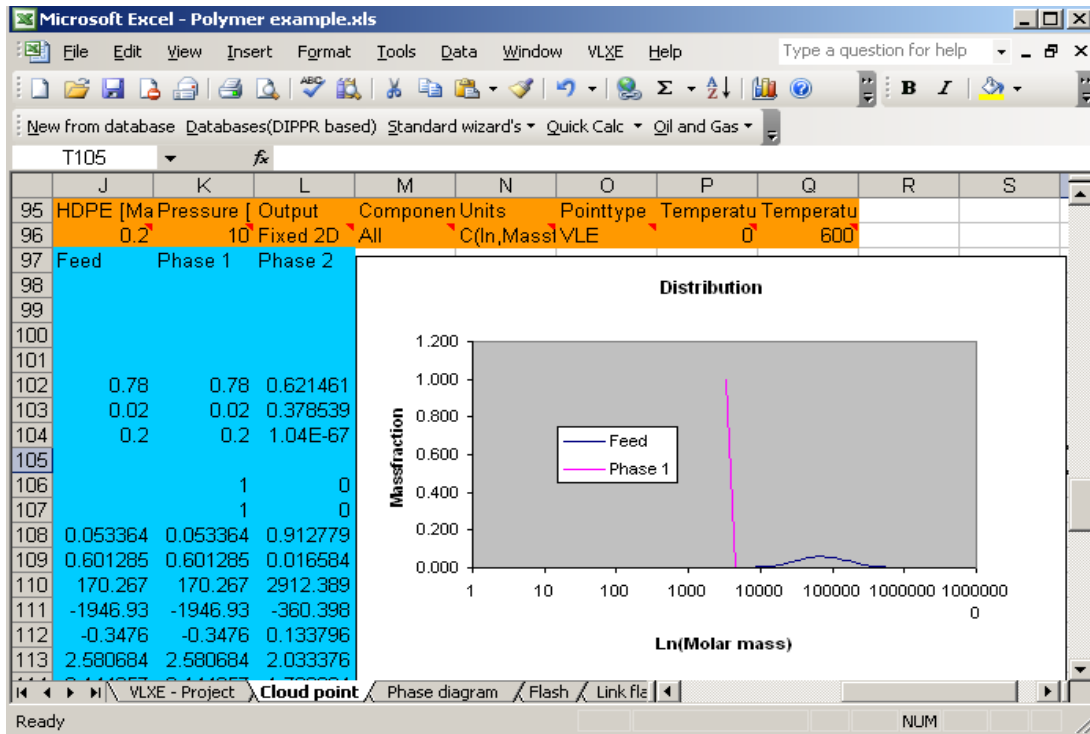 Microsoft Excel - Polymer example.xls
File Edit View Insert Format Tools Data Window VLXE Help Type a question for help
ABC Σ A Z B I
New from database Databases(DIPPR based) Standard wizard's Quick Calc Oil and Gas
T105 fx
J K L M N O P Q R S
95 HDPE [Ma Pressure [ Output Componen Units Pointtype Temperatu Temperatu
96 0.2 10 Fixed 2D All C(In,Massf VLE 0 600
97 Feed Phase 1 Phase 2
98 Distribution
99
100 1.200
101
102 0.78 0.78 0.621461 1.000
103 0.02 0.02 0.378539 0.800
104 0.2 0.2 1.04E-67
105 0.600
106 1 0 0.400
107 1 0
108 0.053364 0.053364 0.912779 0.200
109 0.601285 0.601285 0.016584 0.000
110 170.267 170.267 2912.389 1 10 100 1000 10000 100000 1000000 1000000
111 -1946.93 -1946.93 -360.398 0
112 -0.3476 -0.3476 0.133796 Ln(Molar mass)
113 2.580684 2.580684 2.033376
Massfraction
Feed
Phase 1
VLXE - Project Cloud point Phase diagram Flash Link fla
Ready NUM